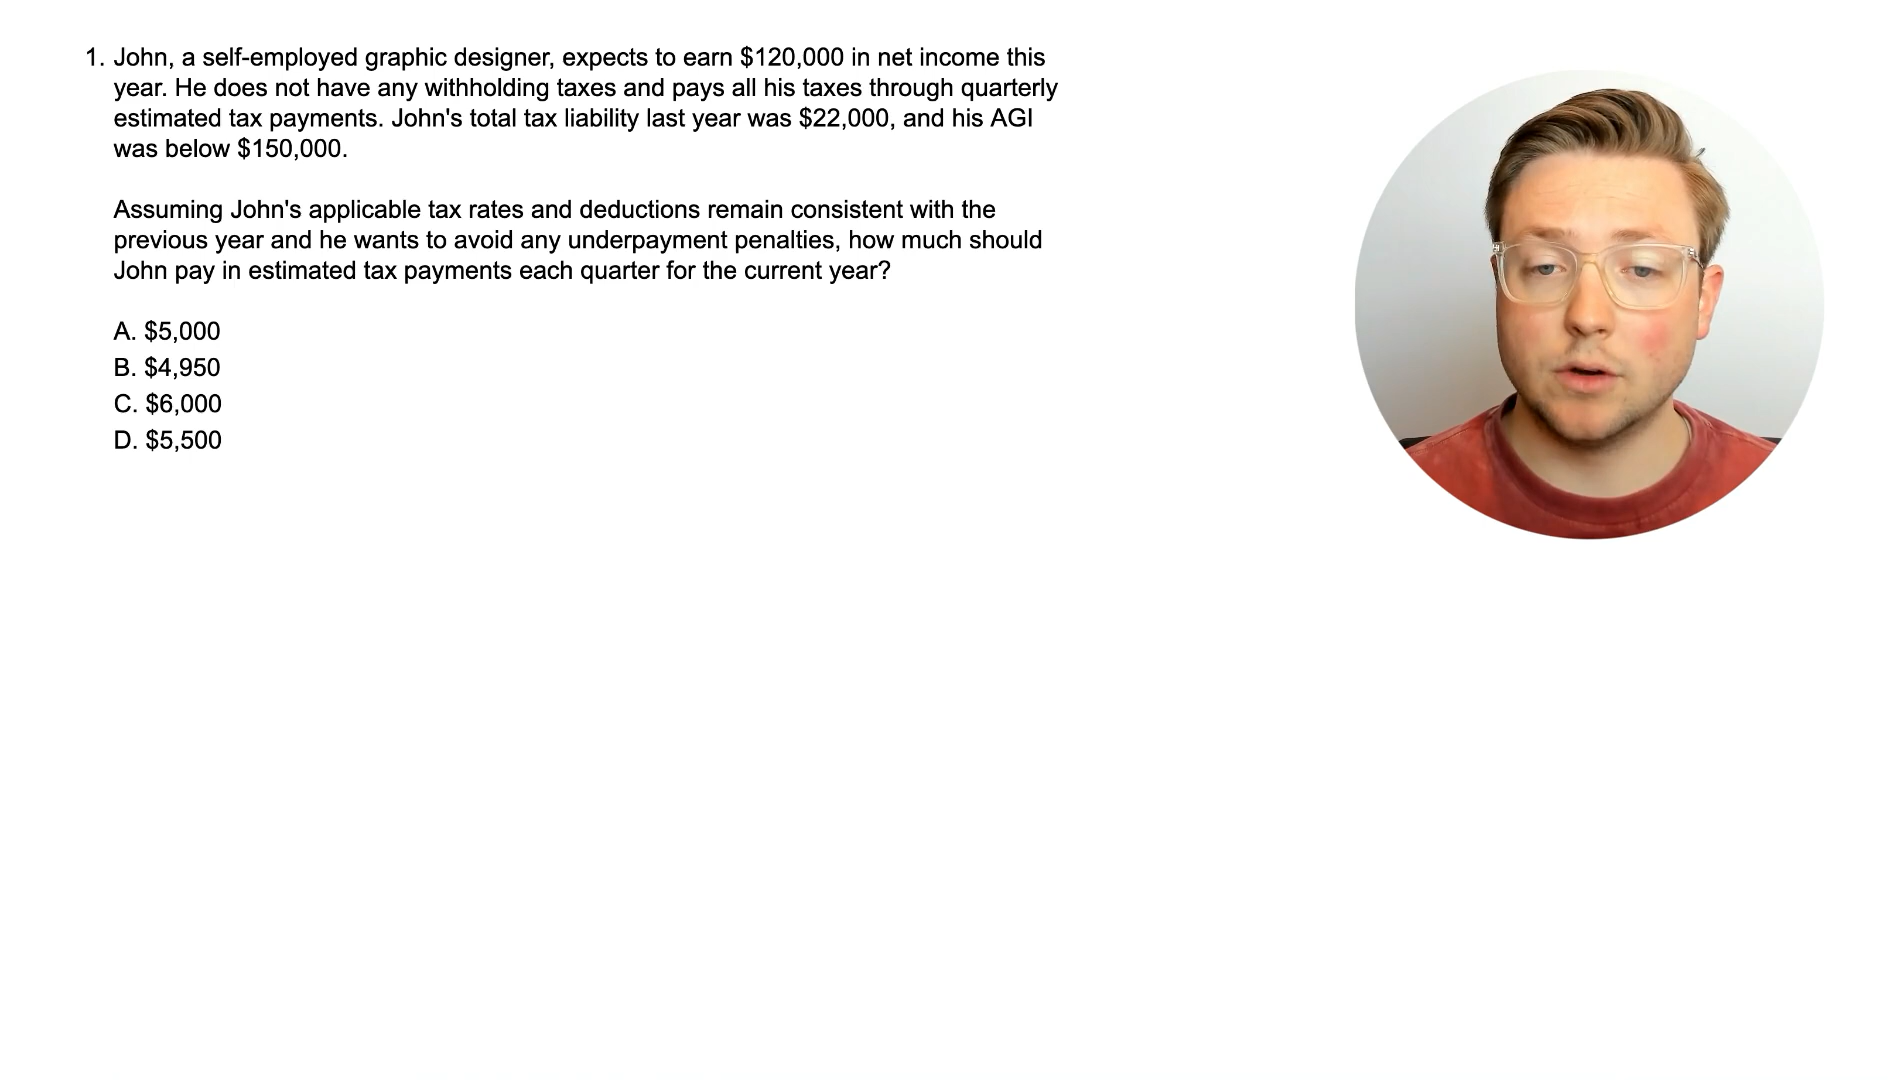 1. John, a self-employed graphic designer, expects to earn $120,000 in net income this
year. He does not have any withholding taxes and pays all his taxes through quarterly
estimated tax payments. John's total tax liability last year was $22,000, and his AGI
was below $150,000.
Assuming John's applicable tax rates and deductions remain consistent with the
previous year and he wants to avoid any underpayment penalties, how much should
John pay in estimated tax payments each quarter for the current year?
A. $5,000
B. $4,950
C. $6,000
D. $5,500